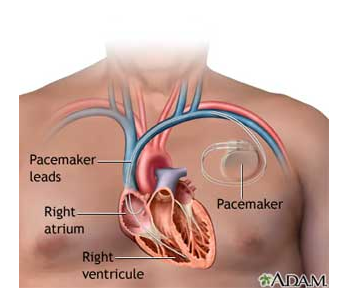 Pacemaker
leads
Right
atrium
Pacemaker
Right
ventricule
ADAM